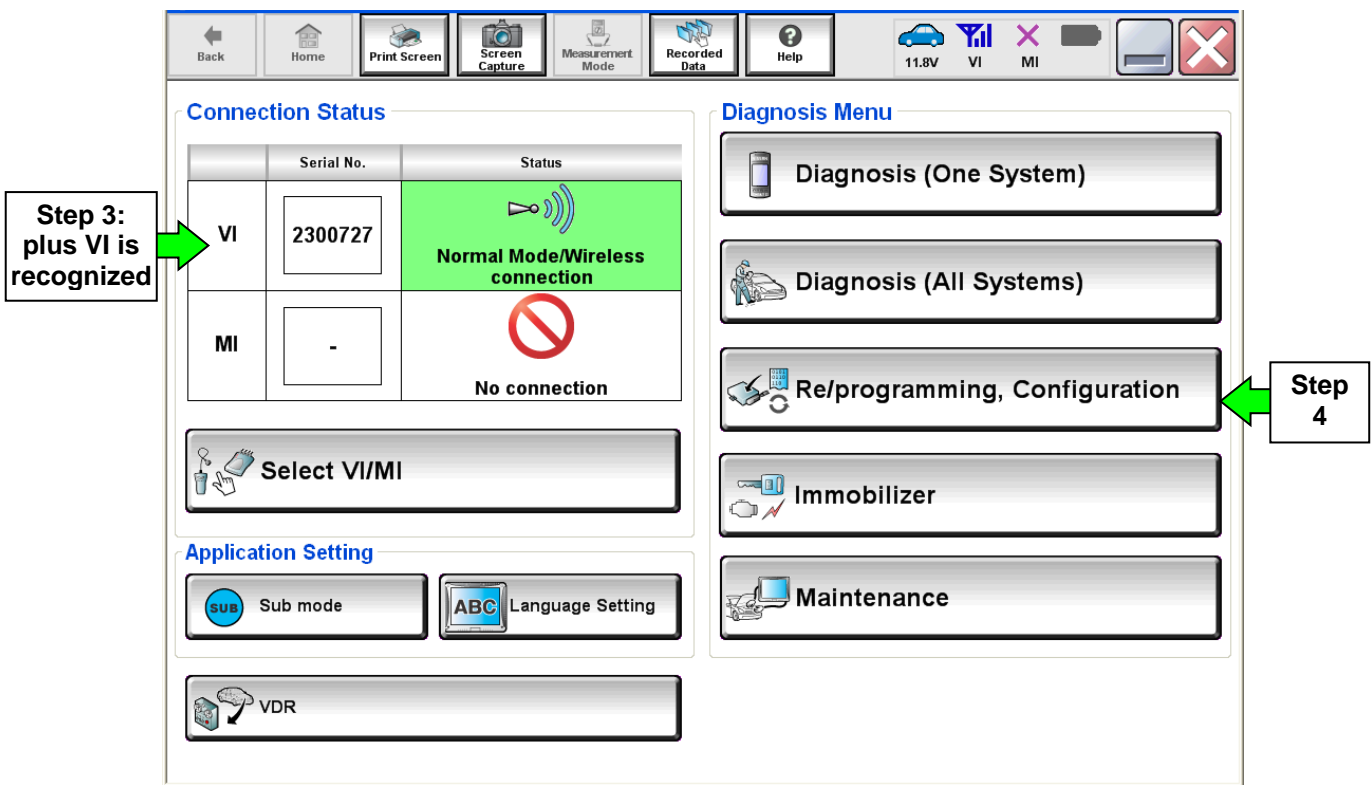 Back
Home
Print Screen
Screen
Capture
Measurement
Mode
Recorded
Data
?
Help
11.8V
VI
MI
Connection Status
Serial No.
Status
VI
2300727
Normal Mode/Wireless
connection
MI
-
No connection
Select VI/MI
Application Setting
SUB
Sub mode
ABC
Language Setting
VDR
Diagnosis Menu
Diagnosis (One System)
Diagnosis (All Systems)
Re/programming, Configuration
Immobilizer
Maintenance
Step 3:
plus VI is
recognized
Step
4